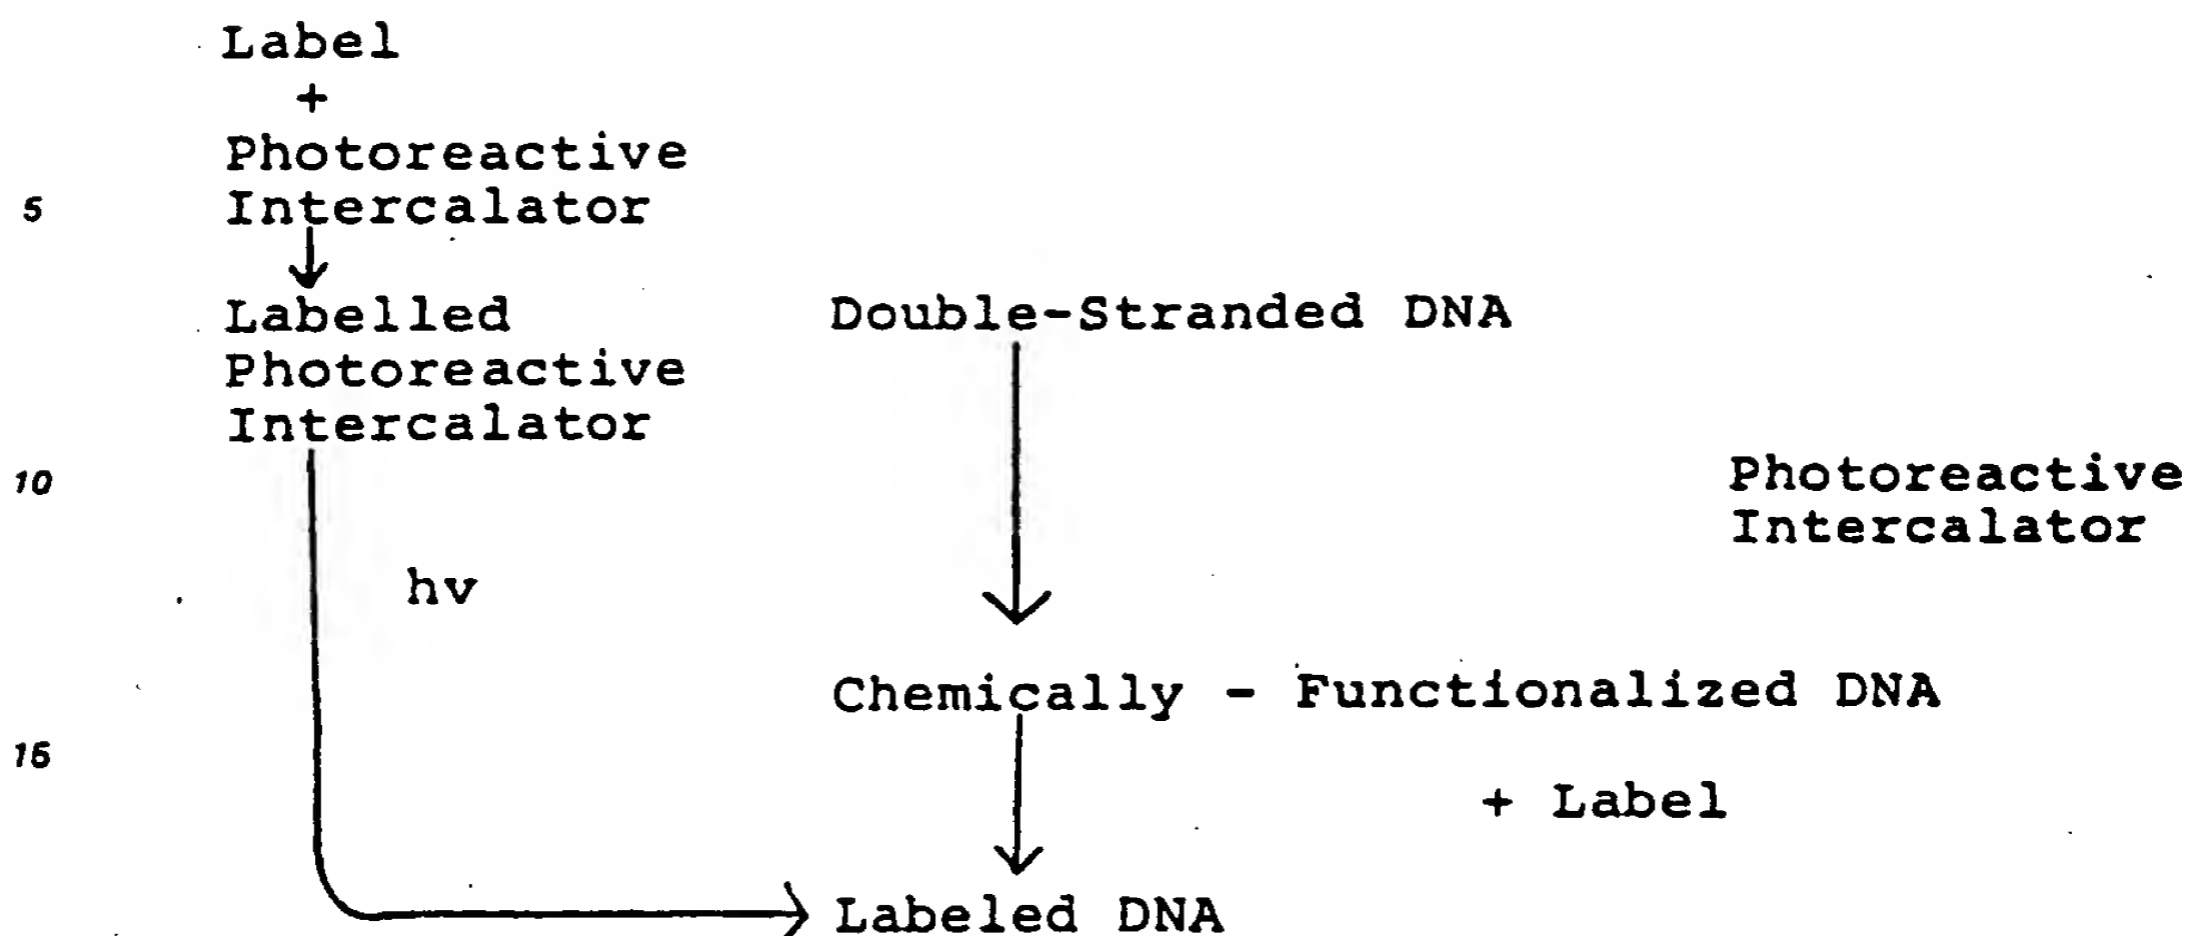 Label
+
Photoreactive
5 Intercalator
Labelled Double-Stranded DNA
Photoreactive
Intercalator
10 Photoreactive
Intercalator
hv
Chemically - Functionalized DNA
15
+ Label
Labeled DNA